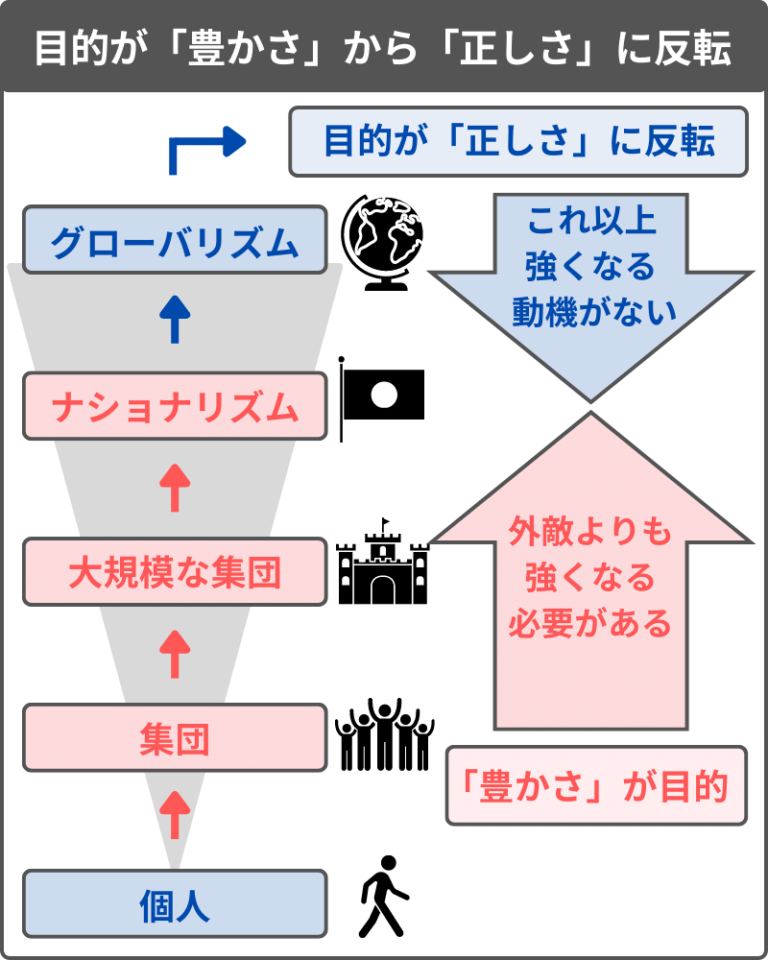 目的が「豊かさ」から「正しさ」に反転
目的が「正しさ」に反転
グローバリズム
これ以上
強くなる
動機がない
ナショナリズム
外敵よりも
強くなる
必要がある
大規模な集団
集団
「豊かさ」が目的
個人